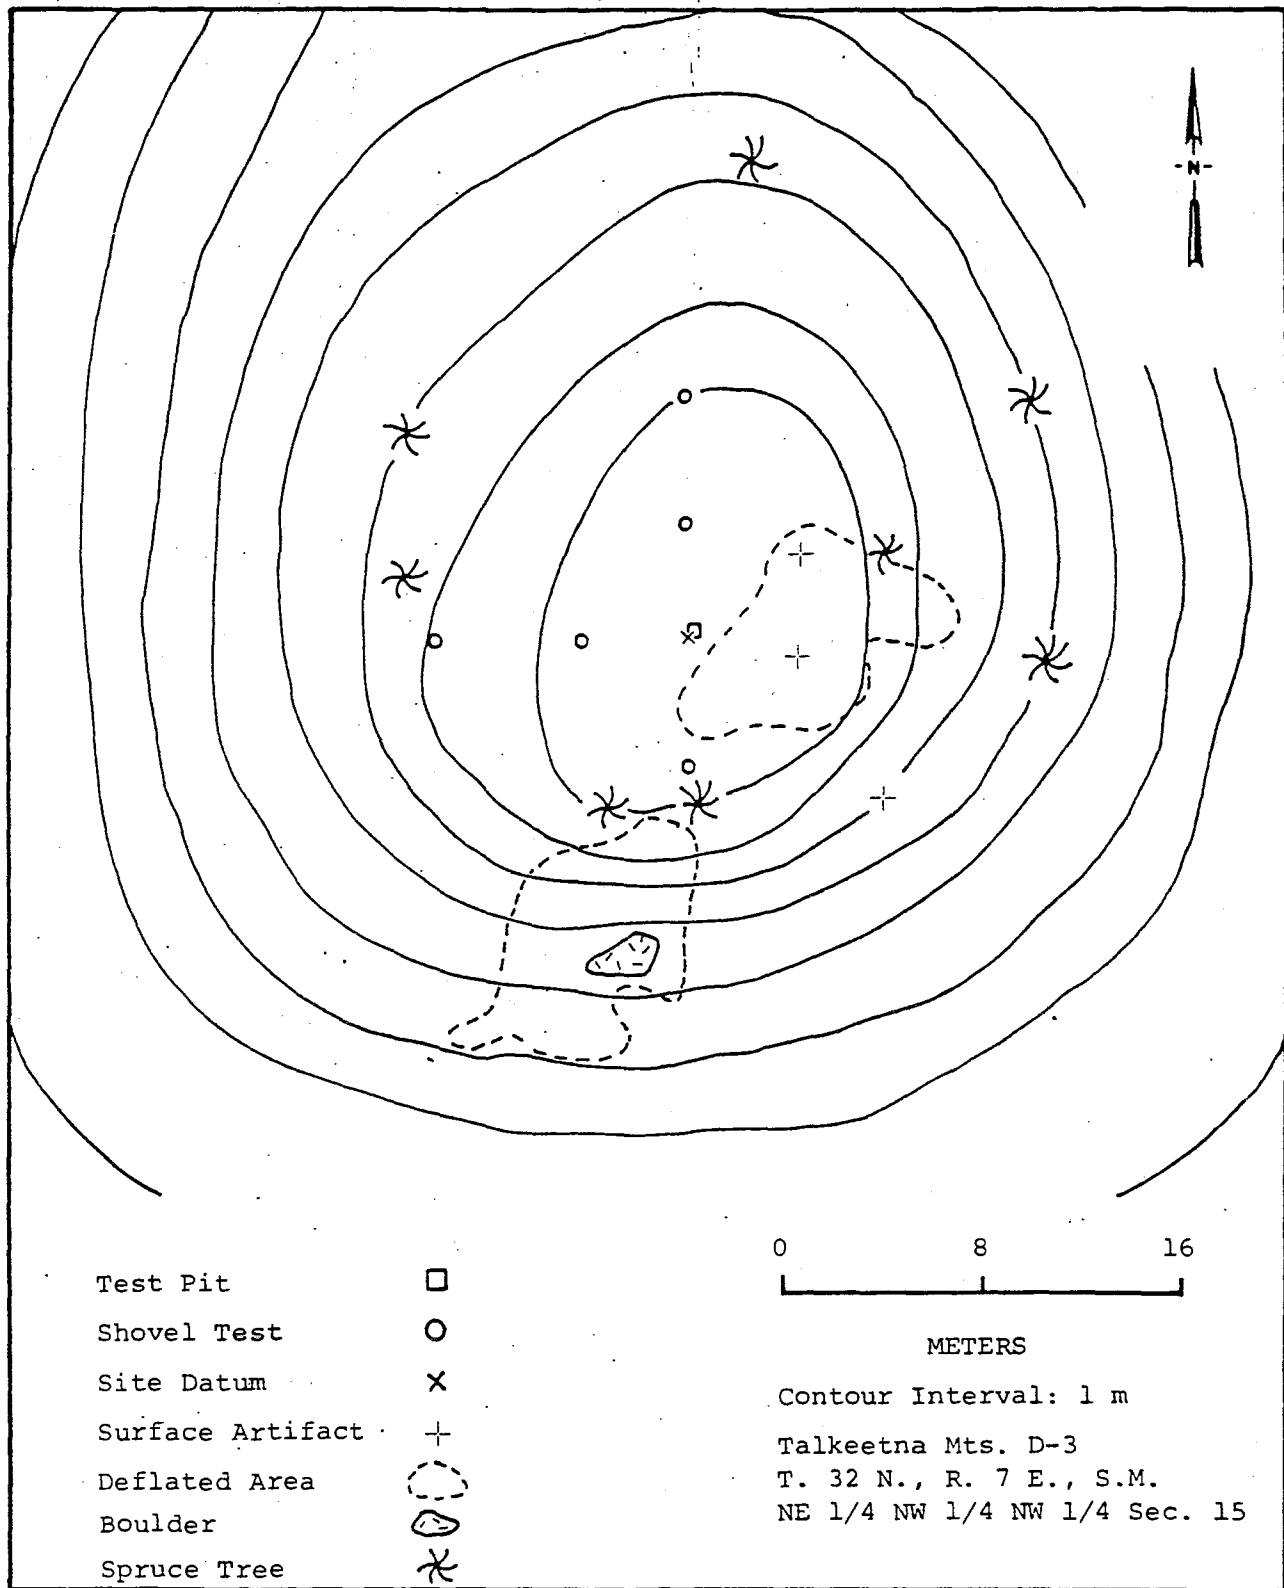 N
0 8 16
METERS
Contour Interval: 1 m
Talkeetna Mts. D-3
T. 32 N., R. 7 E., S.M.
NE 1/4 NW 1/4 NW 1/4 Sec. 15
Test Pit
Shovel Test
Site Datum
Surface Artifact
Deflated Area
Boulder
Spruce Tree